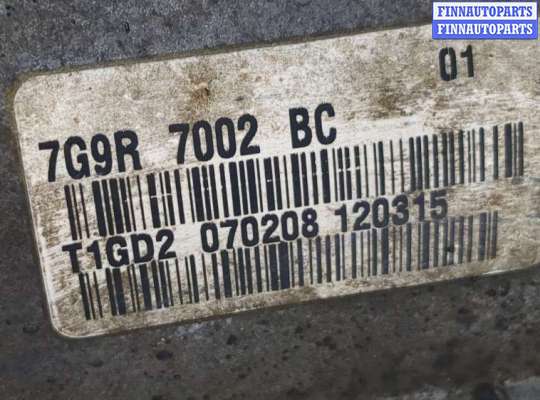 FINNAUTOPARTS
FINNAUTOPARTS
01
7G9R 7002 BC
T1GD2 070208 120315